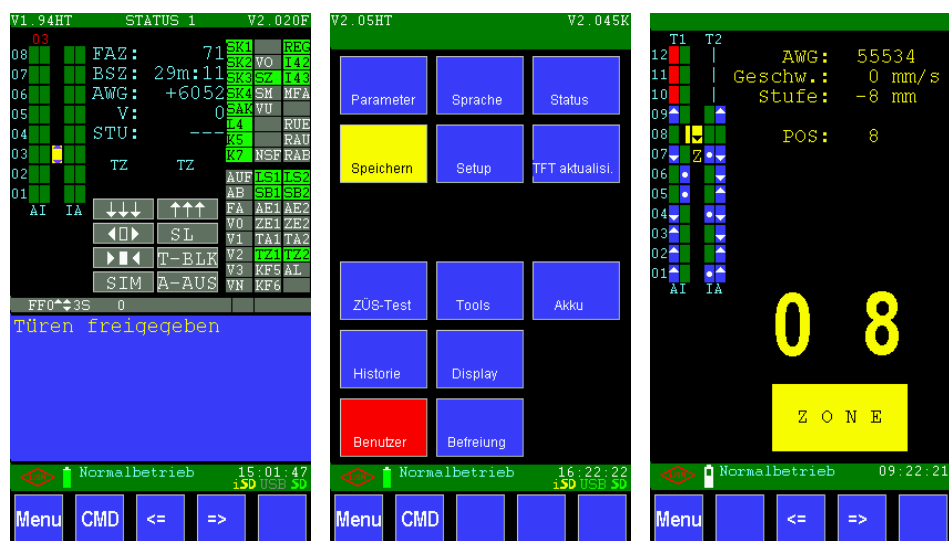 V1.94HT STATUS 1 V2.020F
03
08 FAZ: 71 SK1 REG
07 BSZ: 29m:11 SK2 VO I42
06 AWG: +6052 SK3 SZ I43
05 V: 0 SK4 SM MFA
04 STU: --- SAK VU
03 TZ TZ L4 RUE
02 K5 RAU
01 K7 NSF RAB
AI IA
AUF LS1 LS2
AB SB1 SB2
FA AE1 AE2
V0 ZE1 ZE2
V1 TA1 TA2
V2 TZ1 TZ2
V3 KF5 AL
VN KF6
↓↓↓ ↑↑↑
SL
T-BLK
SIM A-AUS
FF0 3S 0
Türen freigegeben
Normalbetrieb 15:01:47
iSD USB SD
Menu CMD <= =>
V2.05HT V2.045K
Parameter Sprache Status
Speichern Setup TFT aktualisi.
ZÜS-Test Tools Akku
Historie Display
Benutzer Befreiung
Normalbetrieb 16:22:22
iSD USB SD
Menu CMD
T1 T2
12 AWG: 55534
11 Geschw.: 0 mm/s
10 Stufe: -8 mm
09
08 POS: 8
07 Z
06
05
04
03
02
01
AI IA
0 8
Z O N E
Normalbetrieb 09:22:21
Menu <= =>